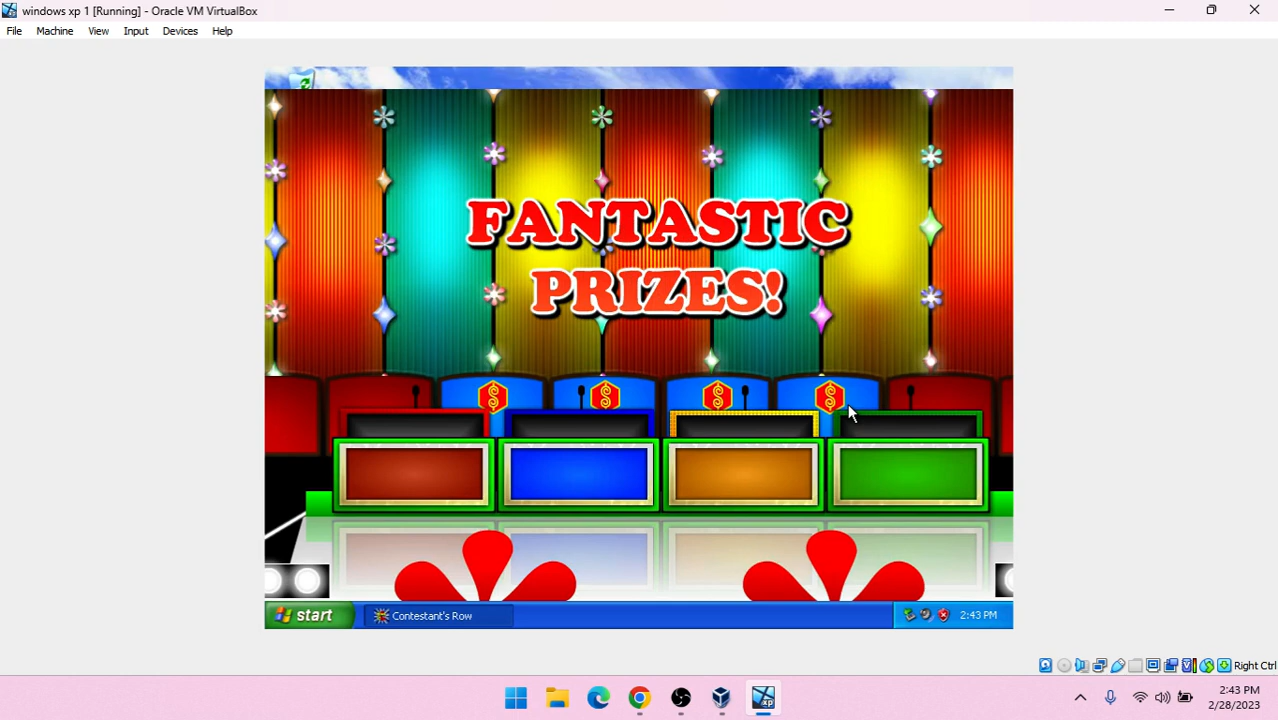 windows xp 1 [Running] - Oracle VM VirtualBox
File Machine View Input Devices Help
FANTASTIC
PRIZES!
start
Contestant's Row
2:43 PM
Right Ctrl
xp
2:43 PM
2/28/2023